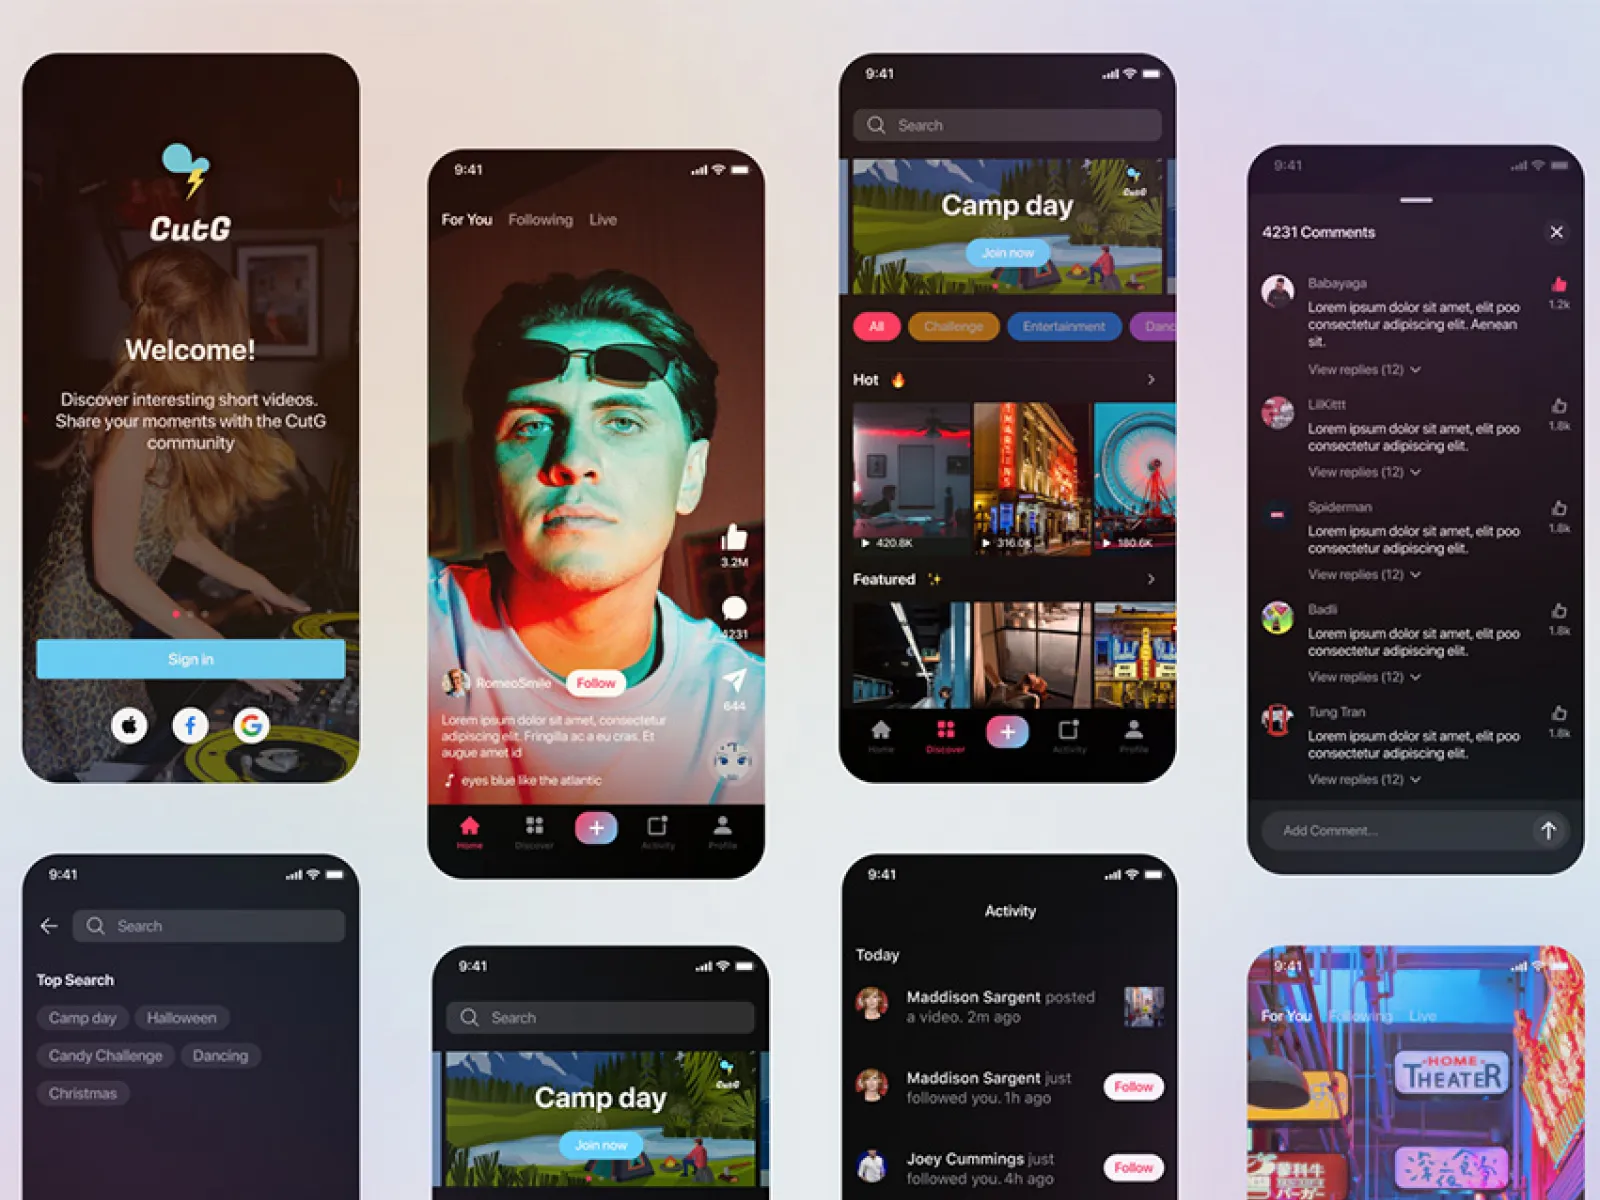 CutG
Welcome!
Discover interesting short videos.
Share your moments with the CutG
community
Sign in
9:41
For You Following Live
3.2M
4231
RomeoSmile Follow
644
Lorem ipsum dolor sit amet, consectetur
adipiscing elit. Fringilla ac a eu cras. Et
augue amet id
eyes blue like the atlantic
Home Discover Activity Profile
9:41
Search
CutG
Camp day
Join now
All Challenge Entertainment Danc
Hot
420.8K 316.0K 180.6K
Featured
Home Discover Activity Profile
9:41
4231 Comments
Babayaga
1.2k
Lorem ipsum dolor sit amet, elit poo
consectetur adipiscing elit. Aenean
sit.
View replies (12)
LilKittt
1.8k
Lorem ipsum dolor sit amet, elit poo
consectetur adipiscing elit.
View replies (12)
Spiderman
1.8k
Lorem ipsum dolor sit amet, elit poo
consectetur adipiscing elit.
View replies (12)
Badli
1.8k
Lorem ipsum dolor sit amet, elit poo
consectetur adipiscing elit.
View replies (12)
Tung Tran
1.8k
Lorem ipsum dolor sit amet, elit poo
consectetur adipiscing elit.
View replies (12)
Add Comment...
9:41
Search
Top Search
Camp day Halloween
Candy Challenge Dancing
Christmas
9:41
Search
CutG
Camp day
Join now
9:41
Activity
Today
Maddison Sargent posted
a video. 2m ago
Maddison Sargent just
followed you. 1h ago
Follow
Joey Cummings just
followed you. 4h ago
Follow
9:41
For You Following Live
HOME
THEATER